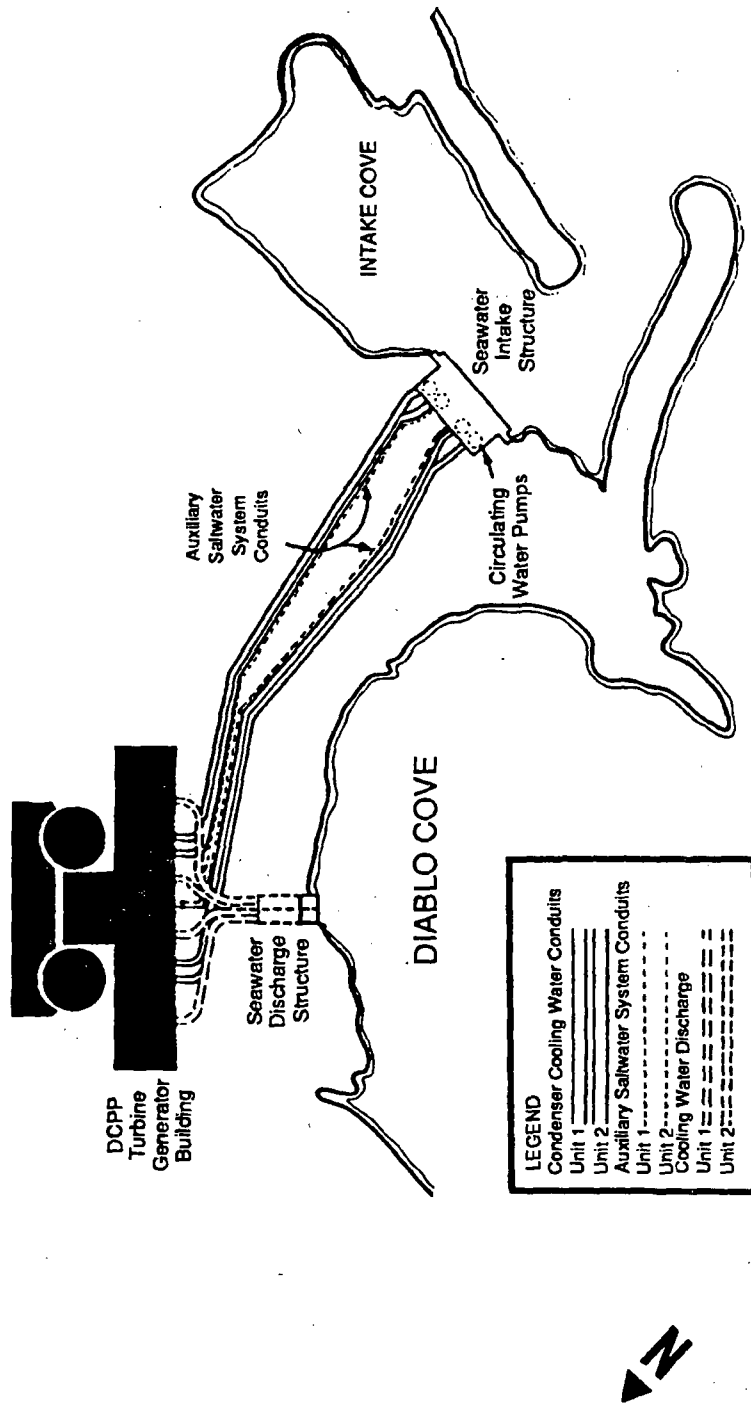 DCPP
Turbine
Generator
Building
Auxiliary
Saltwater
System
Conduits
INTAKE COVE
Seawater
Intake
Structure
Circulating
Water Pumps
Seawater
Discharge
Structure
DIABLO COVE
LEGEND
Condenser Cooling Water Conduits
Unit 1
Unit 2
Auxiliary Saltwater System Conduits
Unit 1
Unit 2
Cooling Water Discharge
Unit 1
Unit 2
N